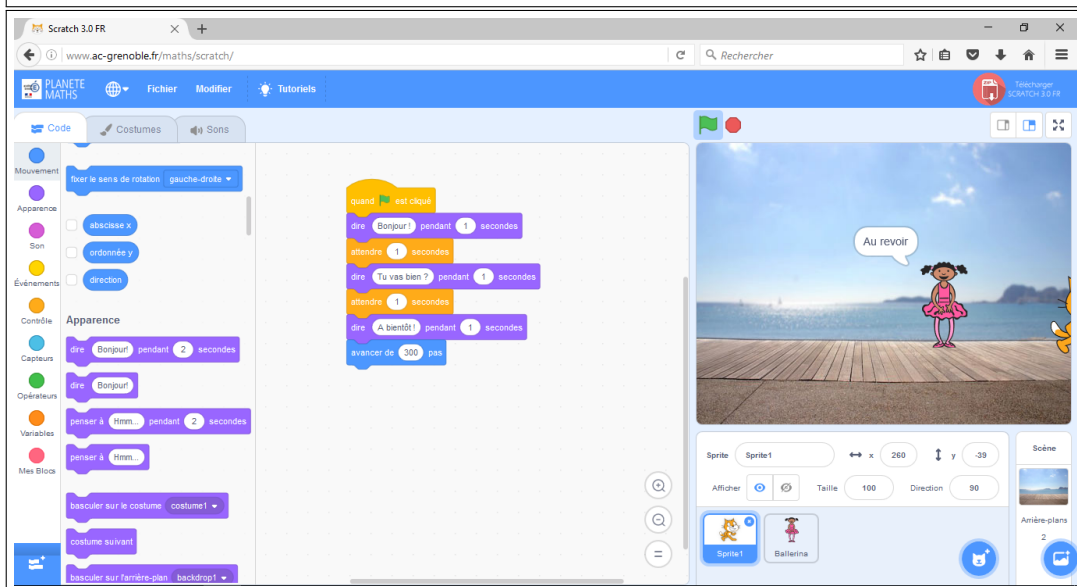 Scratch 3.0 FR
www.ac-grenoble.fr/maths/scratch/
Rechercher
PLANETE
MATHS
Fichier
Modifier
Tutoriels
Télécharger
SCRATCH 3.0 FR
Code
Costumes
Sons
Mouvement
Apparence
Son
Événements
Contrôle
Capteurs
Opérateurs
Variables
Mes Blocs
fixer le sens de rotation gauche-droite
abscisse x
ordonnée y
direction
Apparence
dire Bonjour! pendant 2 secondes
dire Bonjour!
penser à Hmm... pendant 2 secondes
penser à Hmm...
basculer sur le costume costume1
costume suivant
basculer sur l'arrière-plan backdrop1
quand est cliqué
dire Bonjour ! pendant 1 secondes
attendre 1 secondes
dire Tu vas bien ? pendant 1 secondes
attendre 1 secondes
dire A bientôt ! pendant 1 secondes
avancer de 300 pas
Au revoir
Sprite Sprite1 x 260 y -39
Afficher Taille 100 Direction 90
Sprite1
Ballerina
Scène
Arrière-plans
2